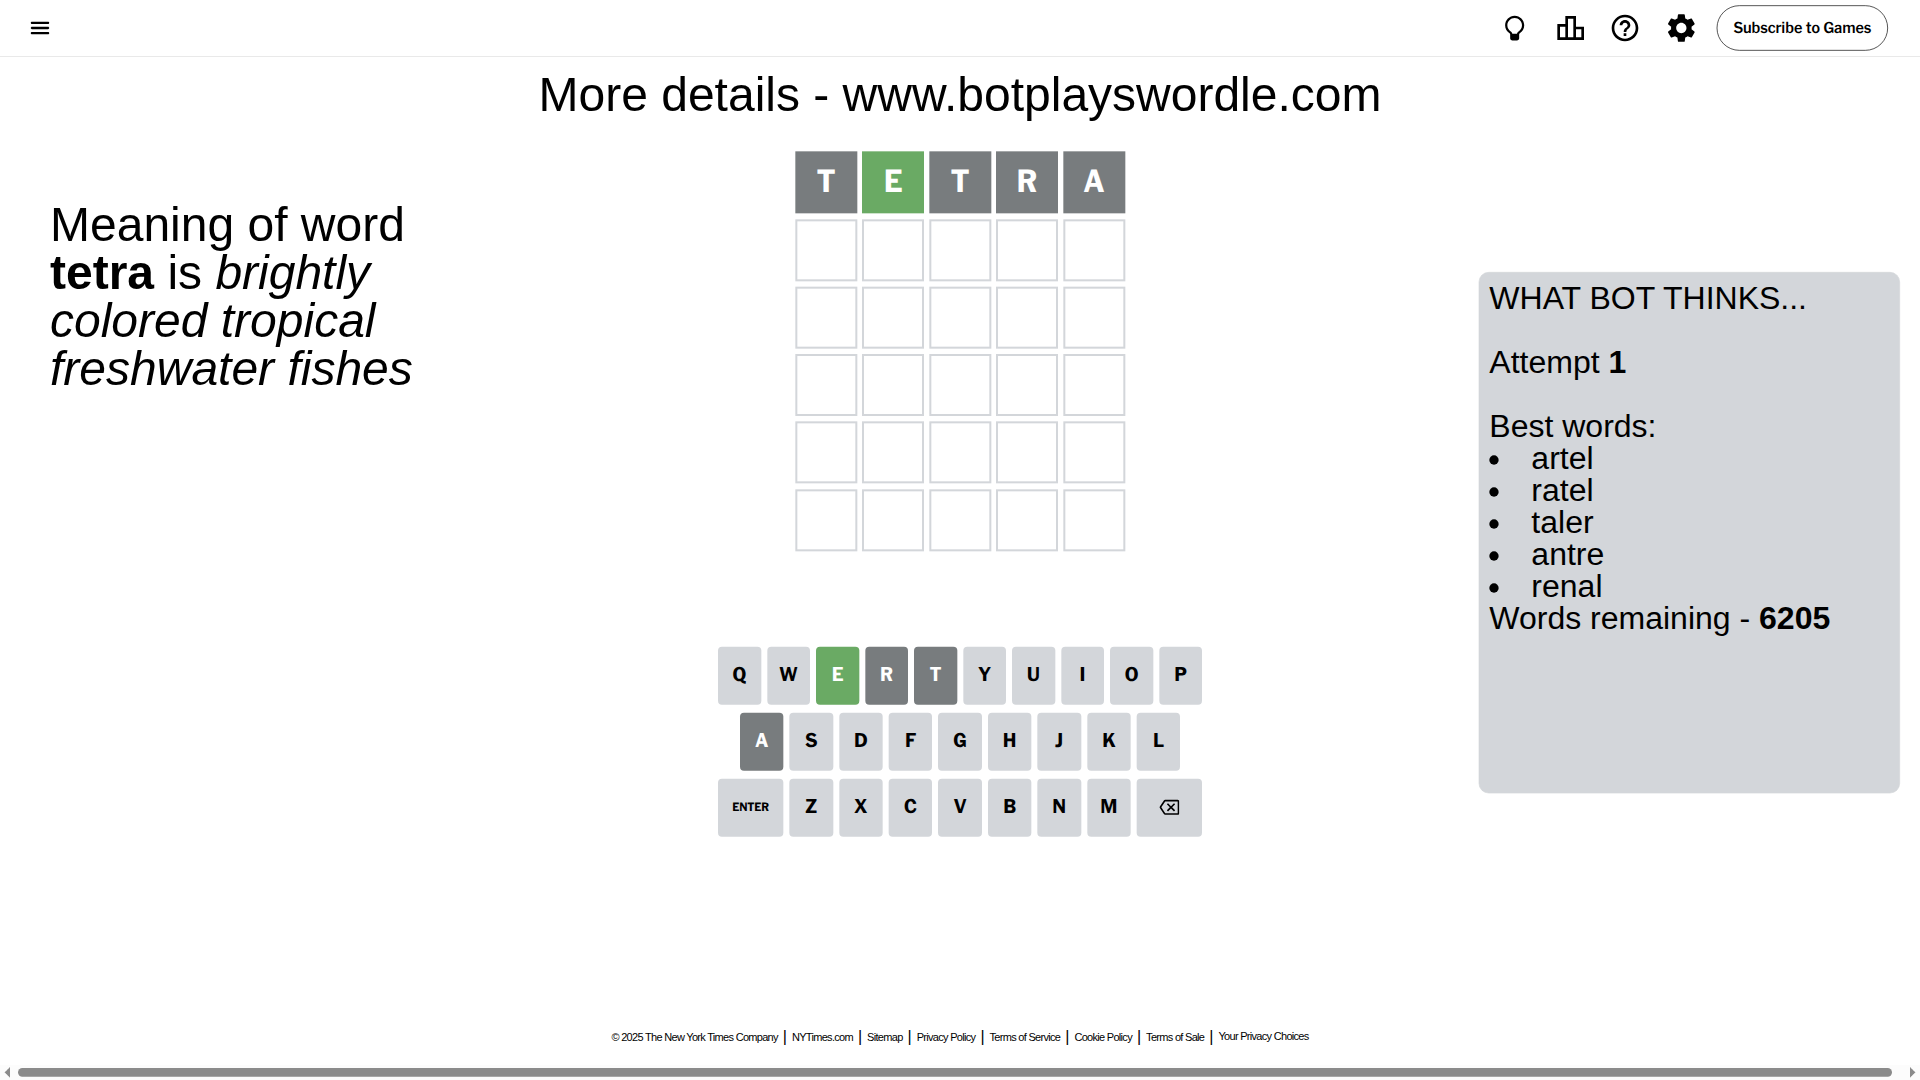 Subscribe to Games
More details - www.botplayswordle.com
Meaning of word
tetra is brightly
colored tropical
freshwater fishes
T E T R A
WHAT BOT THINKS...
Attempt 1
Best words:
• artel
• ratel
• taler
• antre
• renal
Words remaining - 6205
Q W E R T Y U I O P
A S D F G H J K L
ENTER Z X C V B N M
© 2025 The New York Times Company | NYTimes.com | Sitemap | Privacy Policy | Terms of Service | Cookie Policy | Terms of Sale | Your Privacy Choices